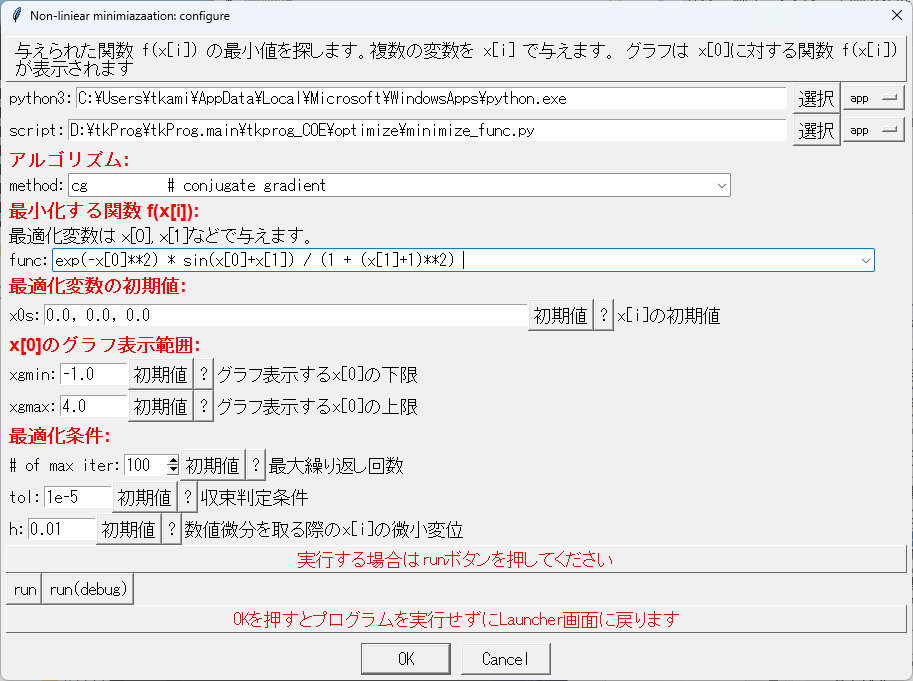 Non-liniear minimiazaation: configure
与えられた関数 f(x[i]) の最小値を探します。複数の変数を x[i] で与えます。 グラフは x[0]に対する関数 f(x[i])
が表示されます
python3: C:¥Users¥tkami¥AppData¥Local¥Microsoft¥WindowsApps¥python.exe 選択 app
script: D:¥tkProg¥tkProg.main¥tkprog_COE¥optimize¥minimize_func.py 選択 app
アルゴリズム:
method: cg # conjugate gradient
最小化する関数 f(x[i]):
最適化変数は x[0], x[1]などで与えます。
func: exp(-x[0]**2) * sin(x[0]+x[1]) / (1 + (x[1]+1)**2)
最適化変数の初期値:
x0s: 0.0, 0.0, 0.0 初期値 ? x[i]の初期値
x[0]のグラフ表示範囲:
xgmin: -1.0 初期値 ? グラフ表示するx[0]の下限
xgmax: 4.0 初期値 ? グラフ表示するx[0]の上限
最適化条件:
# of max iter: 100 初期値 ? 最大繰り返し回数
tol: 1e-5 初期値 ? 収束判定条件
h: 0.01 初期値 ? 数値微分を取る際のx[i]の微小変位
実行する場合は runボタンを押してください
run run(debug)
OKを押すとプログラムを実行せずにLauncher画面に戻ります
OK Cancel